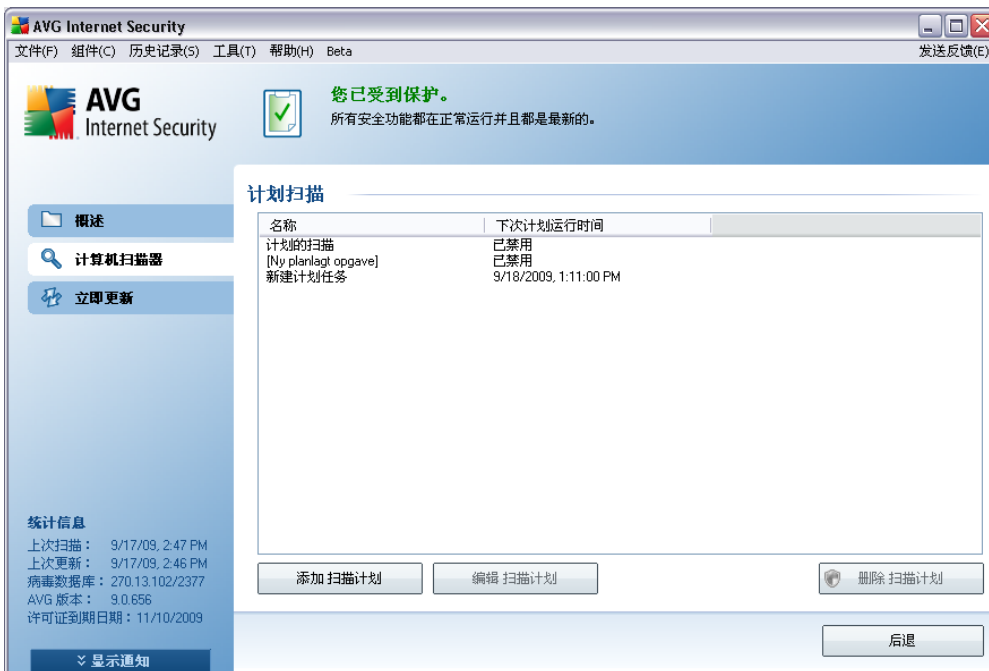 AVG Internet Security
文件(F) 组件(C) 历史记录(S) 工具(T) 帮助(H) Beta 发送反馈(E)
AVG
Internet Security
您已受到保护。
所有安全功能都在正常运行并且都是最新的。
概述
计算机扫描器
立即更新
计划扫描
名称 下次计划运行时间
计划的扫描 已禁用
[Ny planlagt opgave] 已禁用
新建计划任务 9/18/2009, 1:11:00 PM
统计信息
上次扫描： 9/17/09, 2:47 PM
上次更新： 9/17/09, 2:46 PM
病毒数据库：270.13.102/2377
AVG 版本： 9.0.656
许可证到期日期：11/10/2009
显示通知
添加 扫描计划 编辑 扫描计划 删除 扫描计划
后退